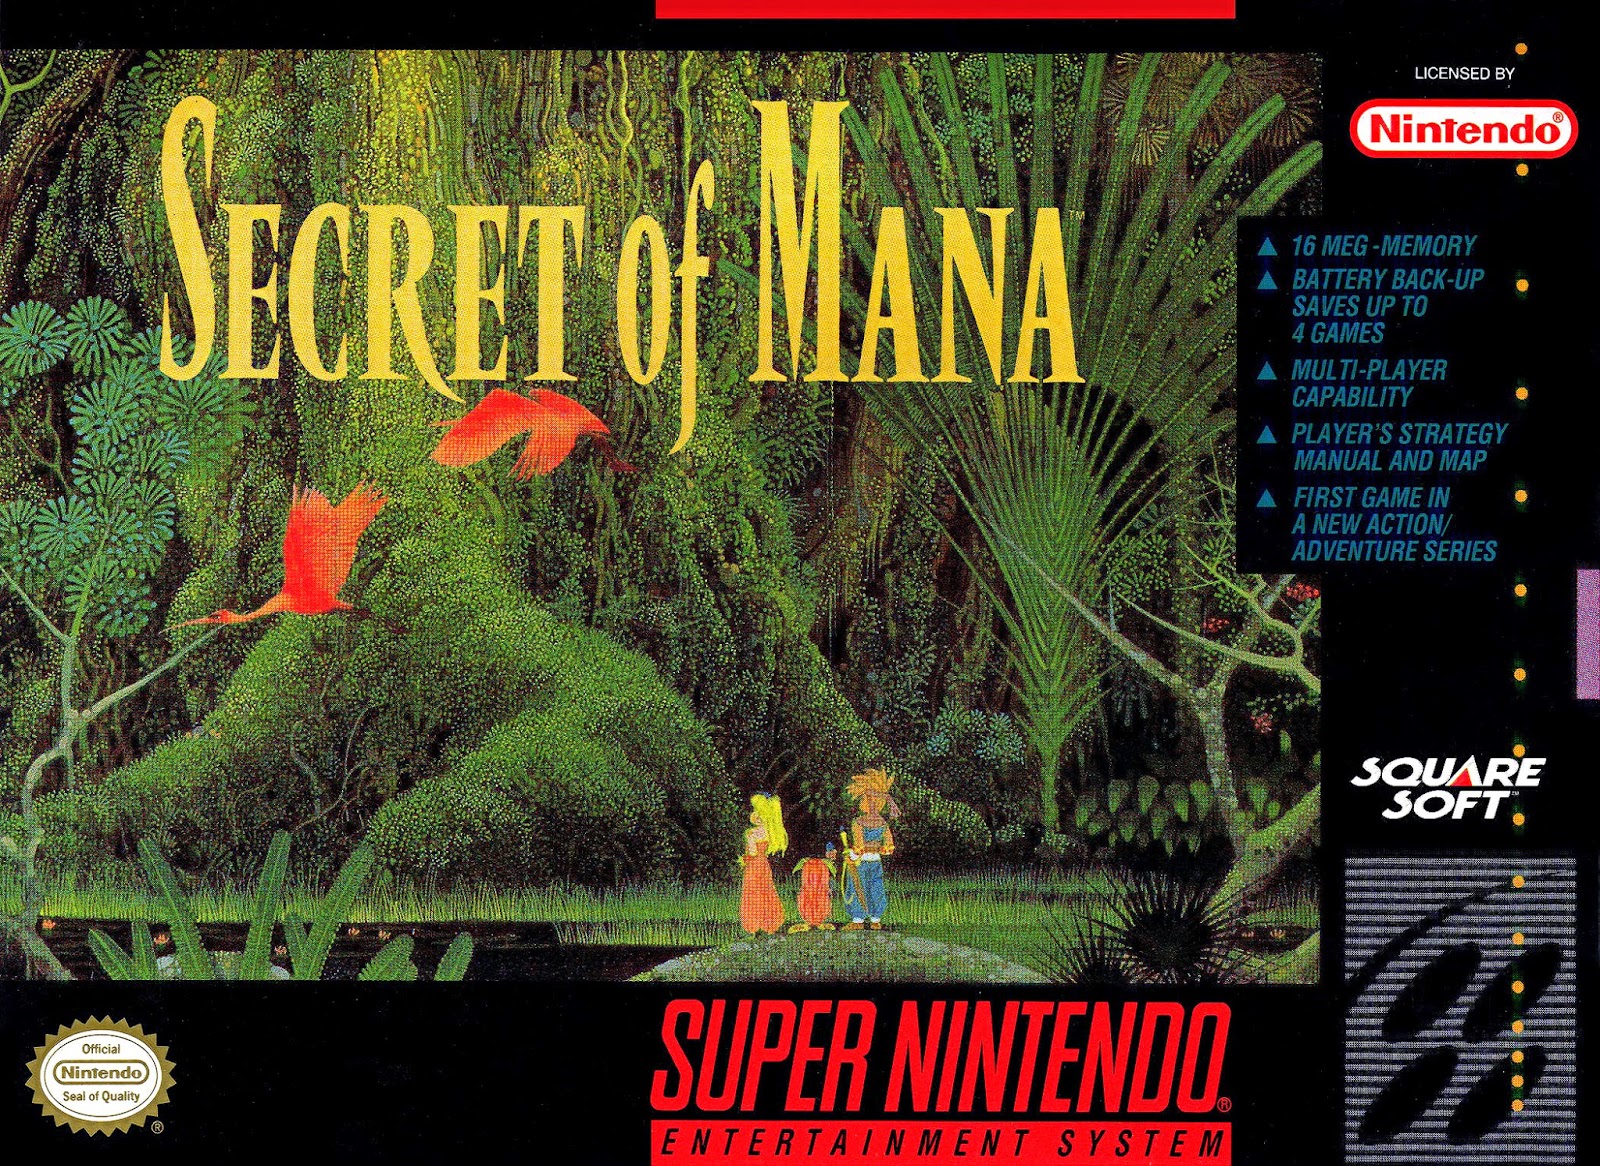 SECRET of MANA™
LICENSED BY
Nintendo®
▲ 16 MEG-MEMORY
▲ BATTERY BACK-UP
SAVES UP TO
4 GAMES
▲ MULTI-PLAYER
CAPABILITY
▲ PLAYER'S STRATEGY
MANUAL AND MAP
▲ FIRST GAME IN
A NEW ACTION/
ADVENTURE SERIES
SQUARE
SOFT™
Official
Nintendo
Seal of Quality
®
SUPER NINTENDO®
ENTERTAINMENT SYSTEM